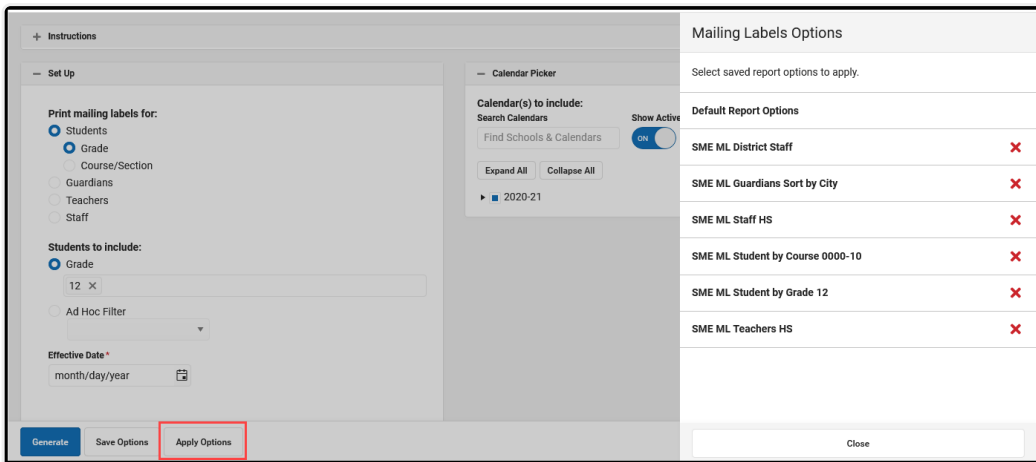 Instructions
Set Up
Print mailing labels for:
Students
Grade
Course/Section
Guardians
Teachers
Staff
Students to include:
Grade
12
Ad Hoc Filter
Effective Date*
month/day/year
Generate
Save Options
Apply Options
Calendar Picker
Calendar(s) to include:
Search Calendars
Show Active
Find Schools & Calendars
ON
Expand All
Collapse All
2020-21
Mailing Labels Options
Select saved report options to apply.
Default Report Options
SME ML District Staff
SME ML Guardians Sort by City
SME ML Staff HS
SME ML Student by Course 0000-10
SME ML Student by Grade 12
SME ML Teachers HS
Close